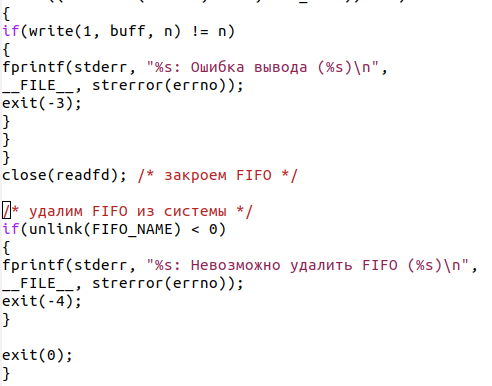 {
if(write(1, buff, n) != n)
{
fprintf(stderr, "%s: Ошибка вывода (%s)\n",
__FILE__, strerror(errno));
exit(-3);
}
}
}
close(readfd); /* закроем FIFO */
/* удалим FIFO из системы */
if(unlink(FIFO_NAME) < 0)
{
fprintf(stderr, "%s: Невозможно удалить FIFO (%s)\n",
__FILE__, strerror(errno));
exit(-4);
}
exit(0);
}